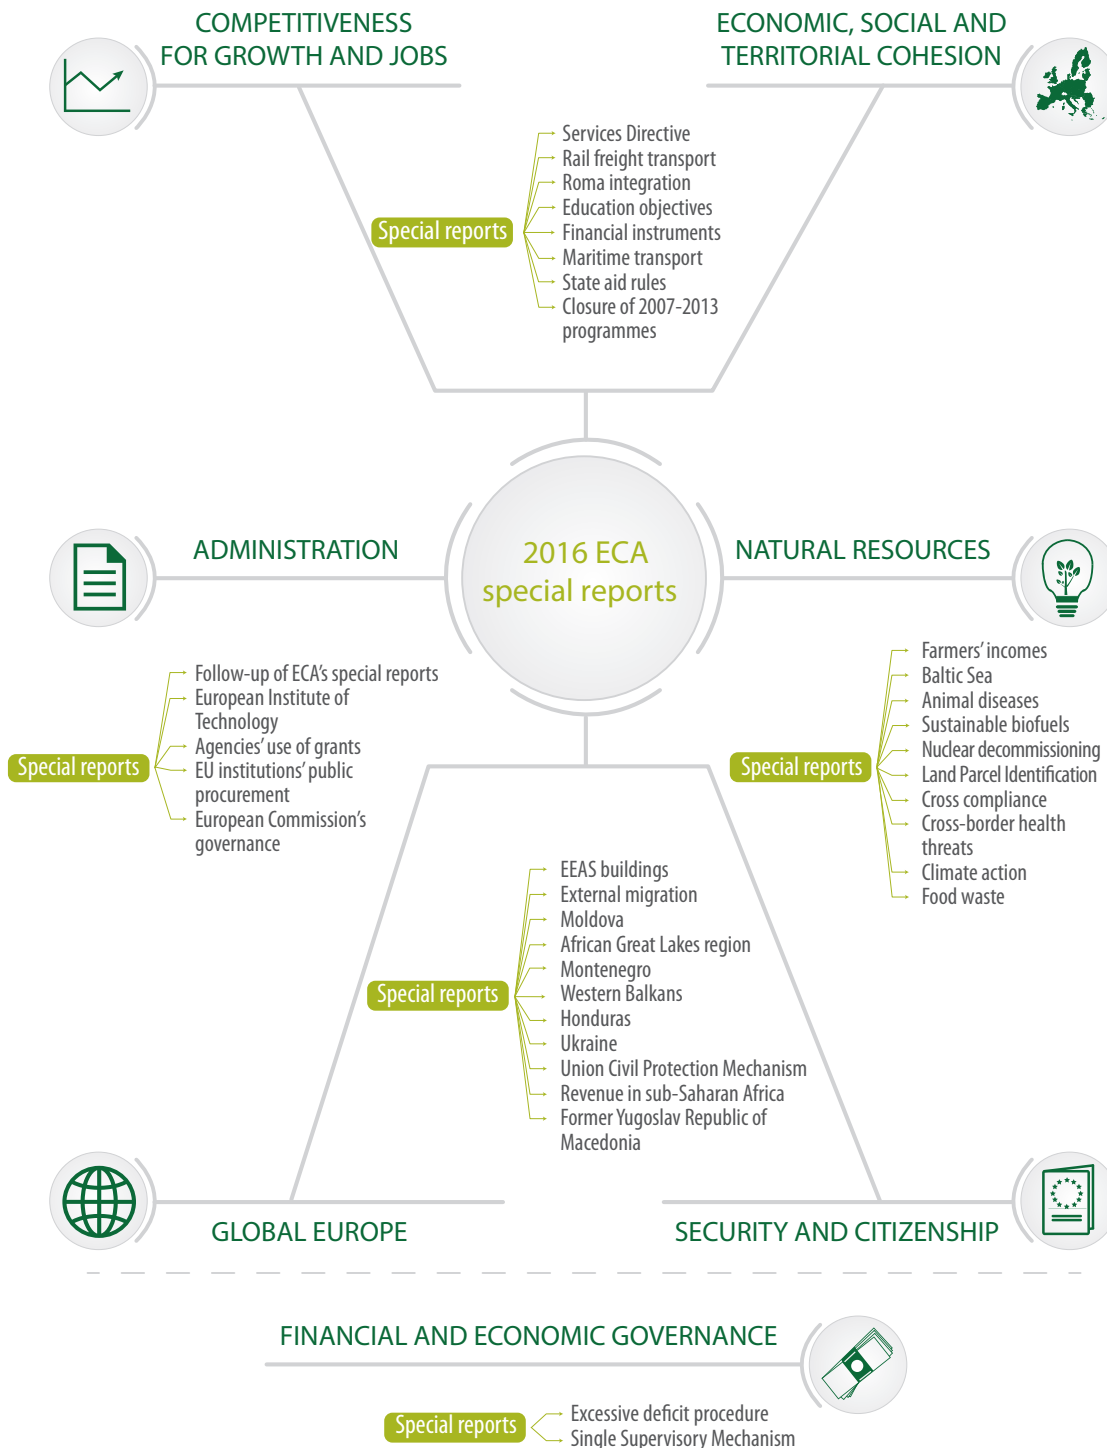 COMPETITIVENESS
FOR GROWTH AND JOBS
ECONOMIC, SOCIAL AND
TERRITORIAL COHESION
Special reports
Services Directive
Rail freight transport
Roma integration
Education objectives
Financial instruments
Maritime transport
State aid rules
Closure of 2007-2013
programmes
2016 ECA
special reports
ADMINISTRATION
Special reports
Follow-up of ECA's special reports
European Institute of
Technology
Agencies' use of grants
EU institutions' public
procurement
European Commission's
governance
NATURAL RESOURCES
Special reports
Farmers' incomes
Baltic Sea
Animal diseases
Sustainable biofuels
Nuclear decommissioning
Land Parcel Identification
Cross compliance
Cross-border health
threats
Climate action
Food waste
Special reports
EEAS buildings
External migration
Moldova
African Great Lakes region
Montenegro
Western Balkans
Honduras
Ukraine
Union Civil Protection Mechanism
Revenue in sub-Saharan Africa
Former Yugoslav Republic of
Macedonia
GLOBAL EUROPE
SECURITY AND CITIZENSHIP
FINANCIAL AND ECONOMIC GOVERNANCE
Special reports
Excessive deficit procedure
Single Supervisory Mechanism